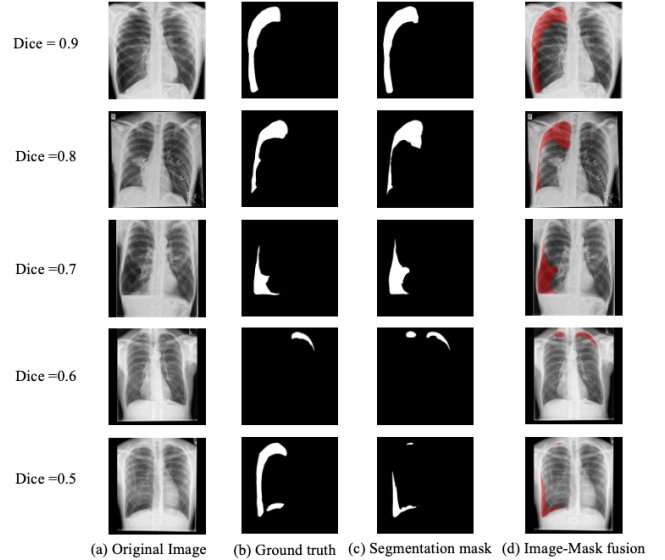 Dice = 0.9
Dice =0.8
Dice =0.7
Dice =0.6
Dice =0.5
(a) Original Image (b) Ground truth (c) Segmentation mask (d) Image-Mask fusion